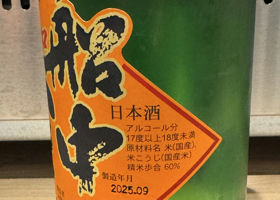 船中
日本酒
アルコール分
17度以上18度未満
原材料名 米(国産)、
米こうじ(国産米)
精米歩合 60%
製造年月
2025.09